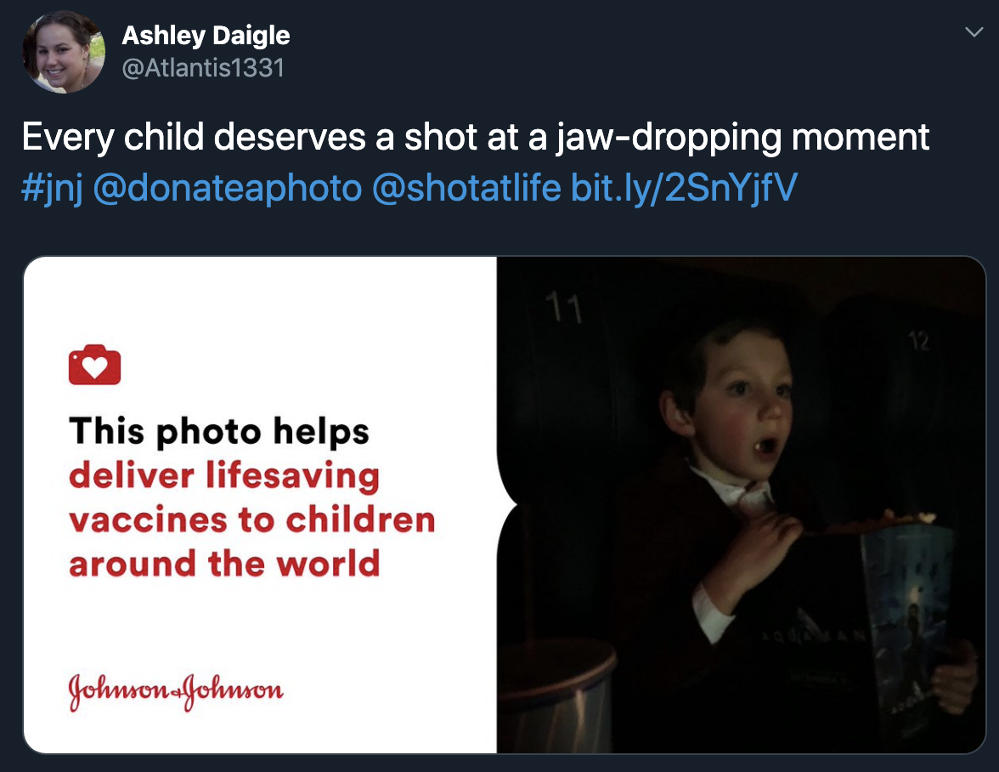 Ashley Daigle
@Atlantis1331
Every child deserves a shot at a jaw-dropping moment
#jnj @donateaphoto @shotatlife bit.ly/2SnYjfV
This photo helps
deliver lifesaving
vaccines to children
around the world
Johnson & Johnson
11
12
AQUAMAN